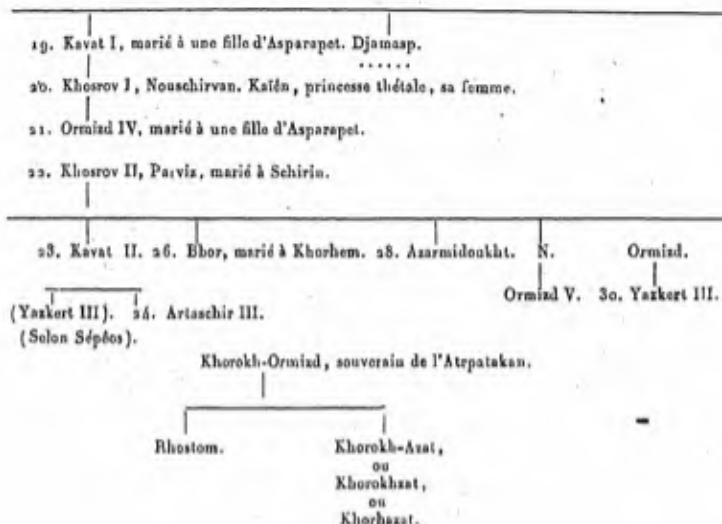 19. Kavat I, marié à une fille d'Asparapet. Djamasp.
20. Khosrov I, Nouschirvan. Kaïén, princesse thétale, sa femme.
21. Ormizd IV, marié à une fille d'Asparapet.
22. Khosrov II, Parviz, marié à Schirin.
23. Kavat II. 26. Bbor, marié à Khorhem. 28. Azarmidoukht. N. Ormizd.
Ormizd V. 30. Yazkert III.
(Yazkert III). 24. Artaschir III.
(Selon Sépêos).
Khorokh-Ormizd, souverain de l'Atrpatakan.
Rhostom. Khorokh-Azat,
ou
Khorokhzat,
ou
Khorhazat.